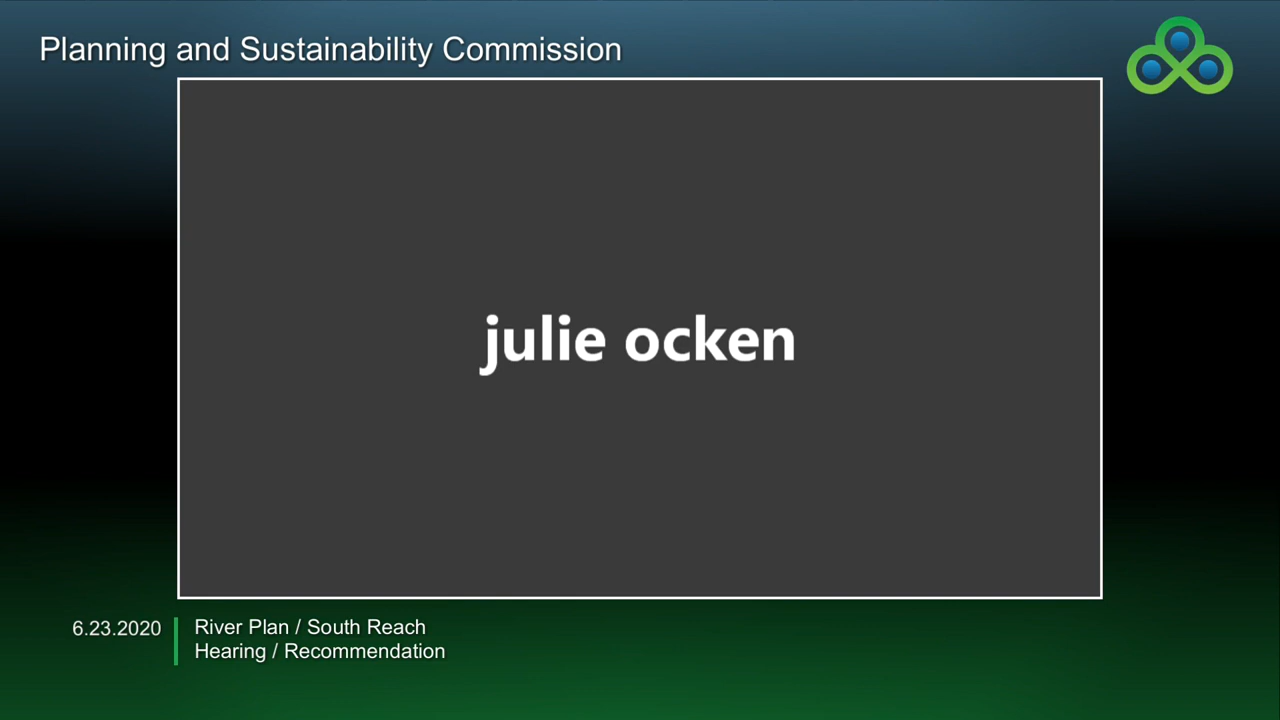 Planning and Sustainability Commission
julie ocken
6.23.2020
River Plan / South Reach
Hearing / Recommendation